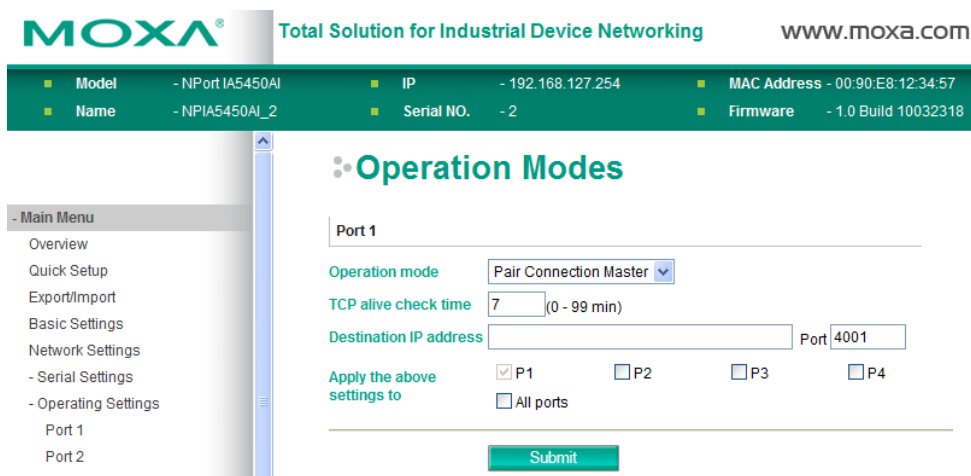 MOXA® Total Solution for Industrial Device Networking www.moxa.com
Model - NPort IA5450AI IP - 192.168.127.254 MAC Address - 00:90:E8:12:34:57
Name - NPIA5450AI_2 Serial NO. - 2 Firmware - 1.0 Build 10032318
Operation Modes
- Main Menu
Overview
Quick Setup
Export/Import
Basic Settings
Network Settings
- Serial Settings
- Operating Settings
Port 1
Port 2
Port 1
Operation mode Pair Connection Master
TCP alive check time 7 (0 - 99 min)
Destination IP address Port 4001
Apply the above settings to P1 P2 P3 P4
All ports
Submit